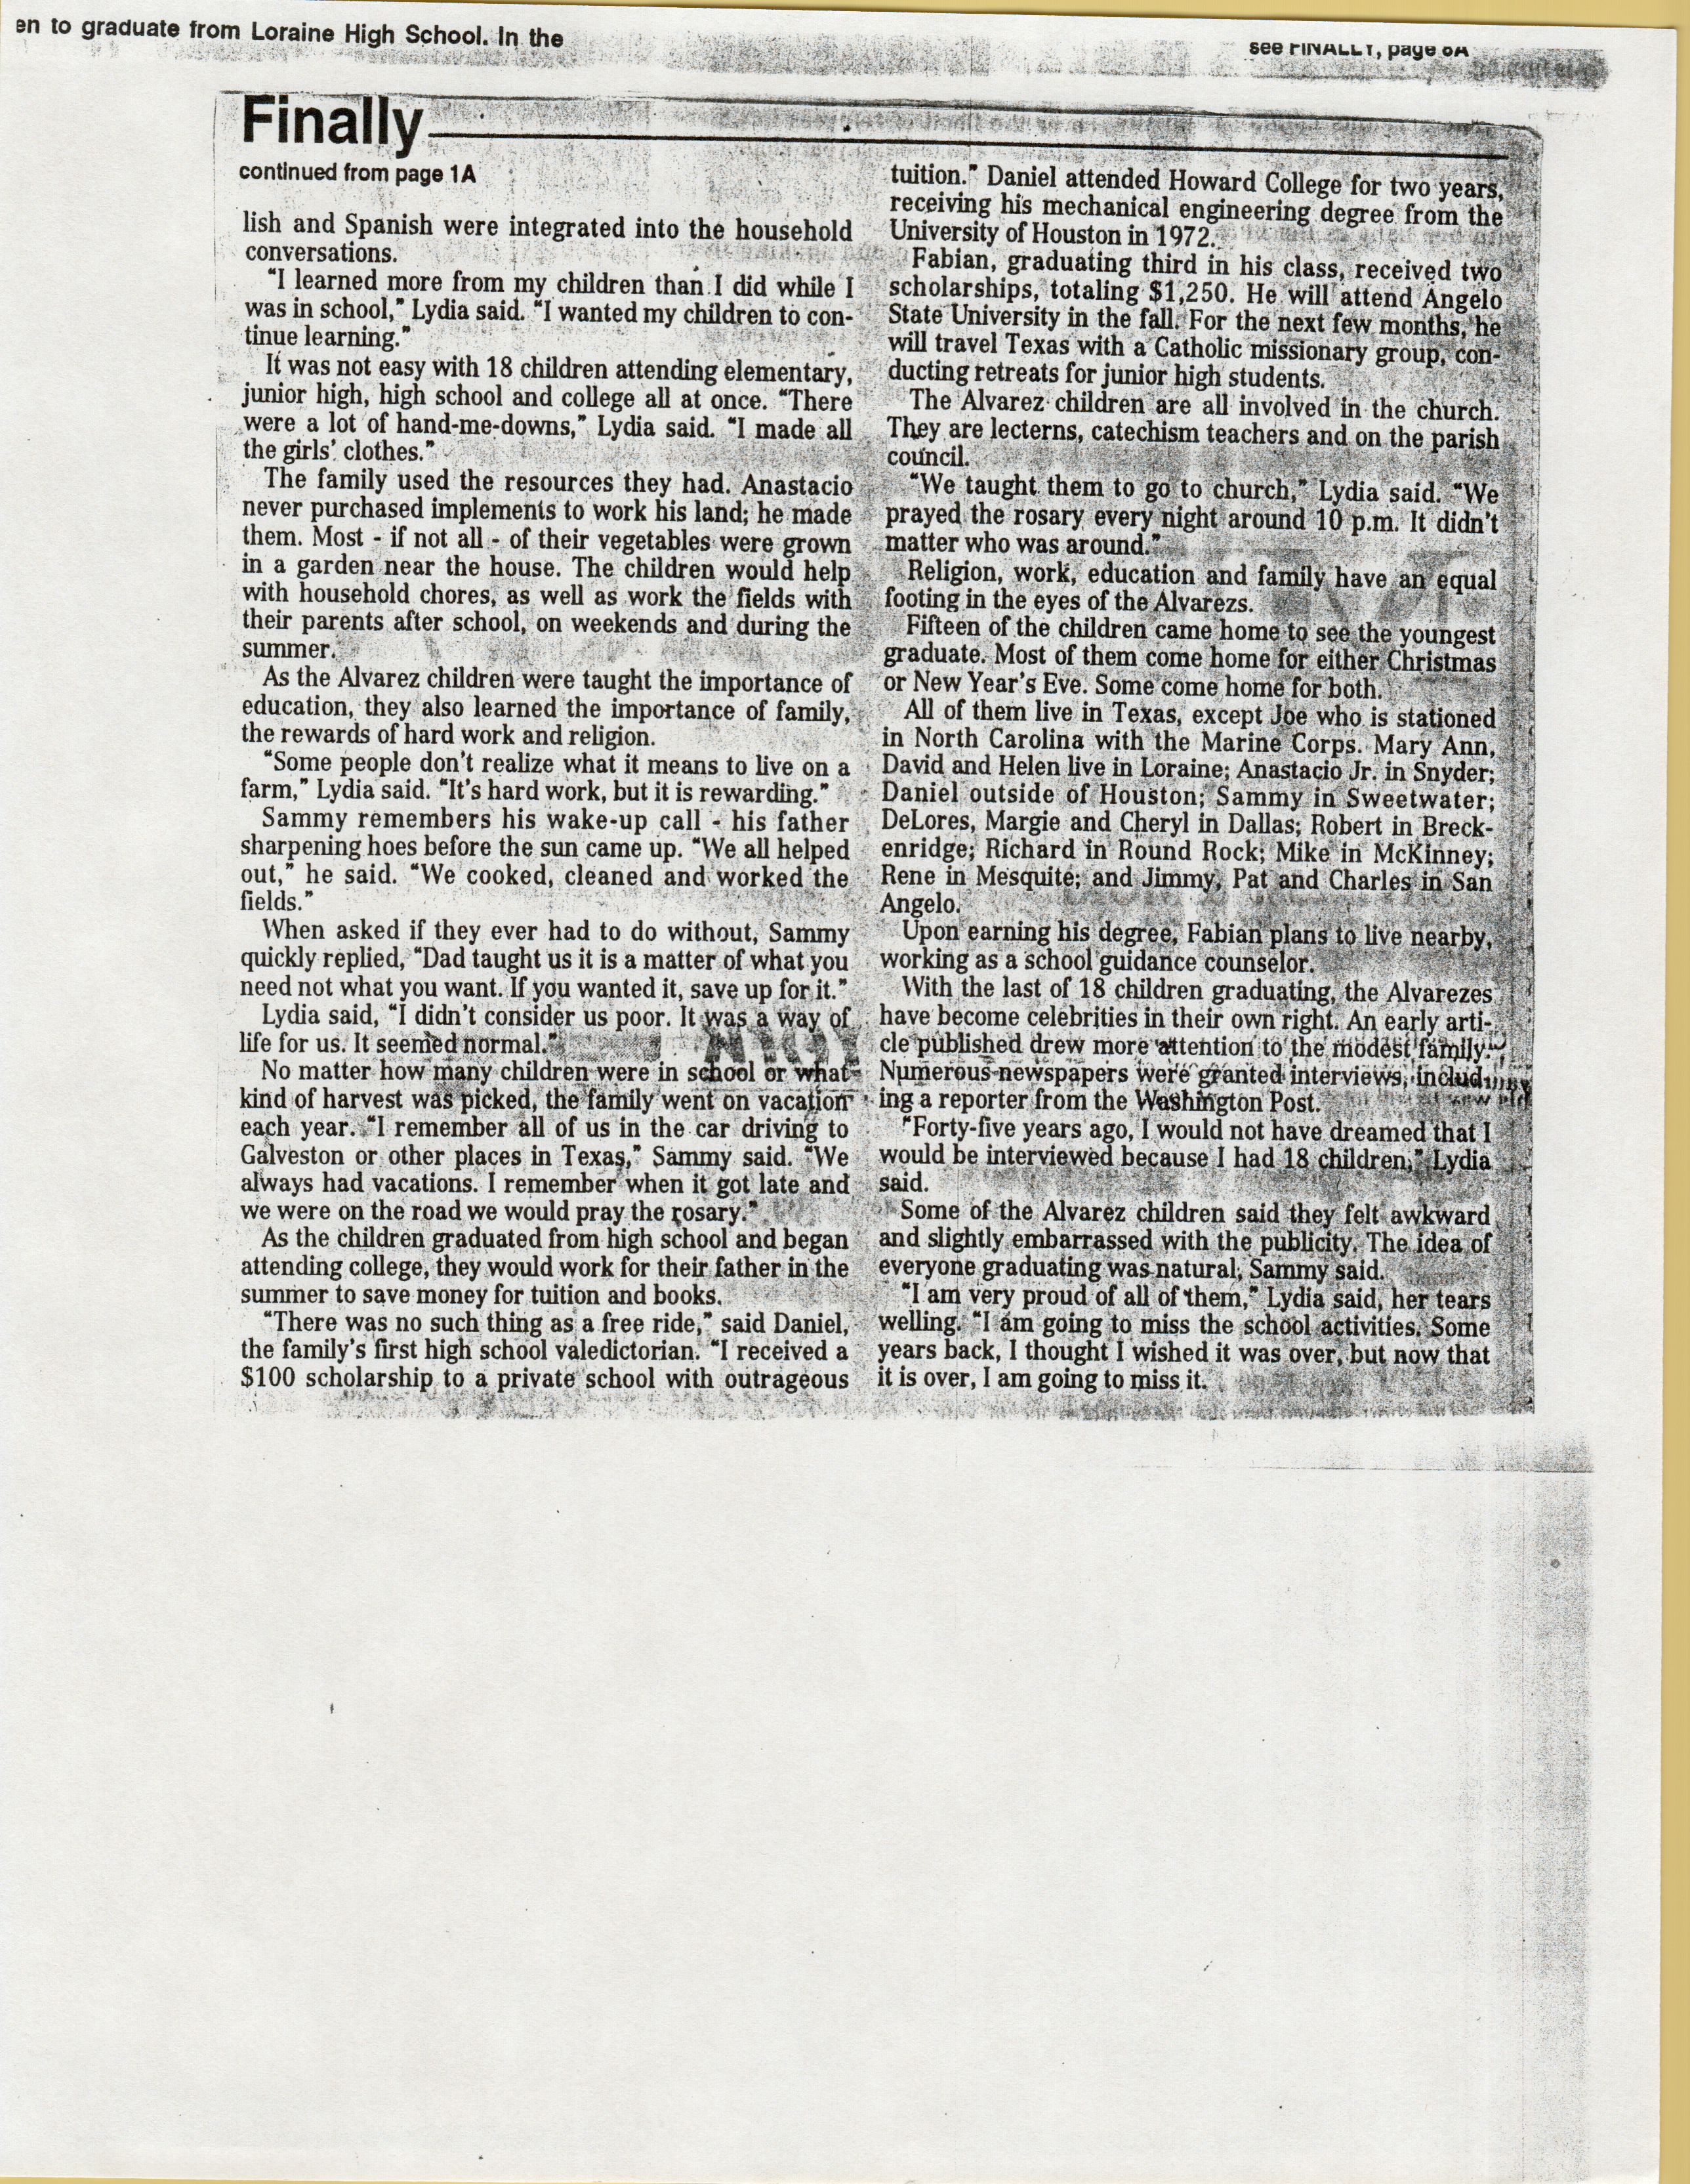 en to graduate from Loraine High School. In the
see FINALLY, page 6A
Finally
continued from page 1A
lish and Spanish were integrated into the household
conversations.
“I learned more from my children than I did while I
was in school,” Lydia said. “I wanted my children to con-
tinue learning.”
It was not easy with 18 children attending elementary,
junior high, high school and college all at once. “There
were a lot of hand-me-downs,” Lydia said. “I made all
the girls’ clothes.”
The family used the resources they had. Anastacio
never purchased implements to work his land; he made
them. Most - if not all - of their vegetables were grown
in a garden near the house. The children would help
with household chores, as well as work the fields with
their parents after school, on weekends and during the
summer.
As the Alvarez children were taught the importance of
education, they also learned the importance of family,
the rewards of hard work and religion.
“Some people don’t realize what it means to live on a
farm,” Lydia said. “It’s hard work, but it is rewarding.”
Sammy remembers his wake-up call - his father
sharpening hoes before the sun came up. “We all helped
out,” he said. “We cooked, cleaned and worked the
fields.”
When asked if they ever had to do without, Sammy
quickly replied, “Dad taught us it is a matter of what you
need not what you want. If you wanted it, save up for it.”
Lydia said, “I didn’t consider us poor. It was a way of
life for us. It seemed normal.”
No matter how many children were in school or what
kind of harvest was picked, the family went on vacation
each year. “I remember all of us in the car driving to
Galveston or other places in Texas,” Sammy said. “We
always had vacations. I remember when it got late and
we were on the road we would pray the rosary.”
As the children graduated from high school and began
attending college, they would work for their father in the
summer to save money for tuition and books.
“There was no such thing as a free ride,” said Daniel,
the family’s first high school valedictorian. “I received a
$100 scholarship to a private school with outrageous
tuition.” Daniel attended Howard College for two years,
receiving his mechanical engineering degree from the
University of Houston in 1972.
Fabian, graduating third in his class, received two
scholarships, totaling $1,250. He will attend Angelo
State University in the fall. For the next few months, he
will travel Texas with a Catholic missionary group, con-
ducting retreats for junior high students.
The Alvarez children are all involved in the church.
They are lecterns, catechism teachers and on the parish
council.
“We taught them to go to church,” Lydia said. “We
prayed the rosary every night around 10 p.m. It didn’t
matter who was around.”
Religion, work, education and family have an equal
footing in the eyes of the Alvarezs.
Fifteen of the children came home to see the youngest
graduate. Most of them come home for either Christmas
or New Year’s Eve. Some come home for both.
All of them live in Texas, except Joe who is stationed
in North Carolina with the Marine Corps. Mary Ann,
David and Helen live in Loraine; Anastacio Jr. in Snyder;
Daniel outside of Houston; Sammy in Sweetwater;
DeLores, Margie and Cheryl in Dallas; Robert in Breck-
enridge; Richard in Round Rock; Mike in McKinney;
Rene in Mesquite; and Jimmy, Pat and Charles in San
Angelo.
Upon earning his degree, Fabian plans to live nearby,
working as a school guidance counselor.
With the last of 18 children graduating, the Alvarezes
have become celebrities in their own right. An early arti-
cle published drew more attention to the modest family.
Numerous newspapers were granted interviews, includ-
ing a reporter from the Washington Post.
“Forty-five years ago, I would not have dreamed that I
would be interviewed because I had 18 children,” Lydia
said.
Some of the Alvarez children said they felt awkward
and slightly embarrassed with the publicity. The idea of
everyone graduating was natural, Sammy said.
“I am very proud of all of them,” Lydia said, her tears
welling. “I am going to miss the school activities. Some
years back, I thought I wished it was over, but now that
it is over, I am going to miss it.